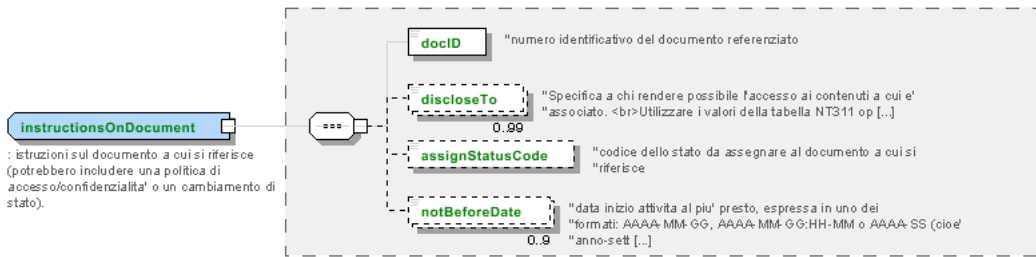 docID
"numero identificativo del documento referenziato
discloseTo
"Specifica a chi rendere possibile l'accesso ai contenuti a cui e'
"associato. <br>Utilizzare i valori della tabella NT311 op [...]
0..99
instructionsOnDocument
: istruzioni sul documento a cui si riferisce
(potrebbero includere una politica di
accesso/confidenzialita' o un cambiamento di
stato).
assignStatusCode
"codice dello stato da assegnare al documento a cui si
"riferisce
notBeforeDate
"data inizio attivita al piu' presto, espressa in uno dei
"formati: AAAA-MM-GG, AAAA-MM-GG:HH-MM o AAAA-SS (cioe'
"anno-sett [...]
0..9